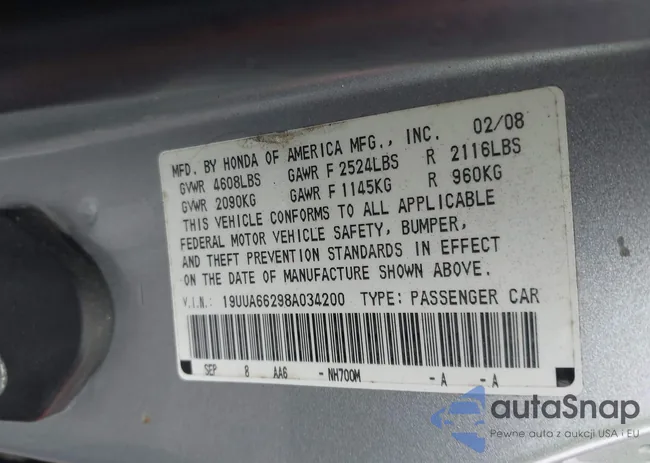 MFD. BY HONDA OF AMERICA MFG., INC. 02/08
GVWR 4608LBS GAWR F 2524LBS R 2116LBS
GVWR 2090KG GAWR F 1145KG R 960KG
THIS VEHICLE CONFORMS TO ALL APPLICABLE
FEDERAL MOTOR VEHICLE SAFETY, BUMPER,
AND THEFT PREVENTION STANDARDS IN EFFECT
ON THE DATE OF MANUFACTURE SHOWN ABOVE.
V.I.N.: 19UUA66298A034200 TYPE: PASSENGER CAR
SEP 8 AA6 -NH700M -A -A
autaSnap
Pewne auta z aukcji USA i EU